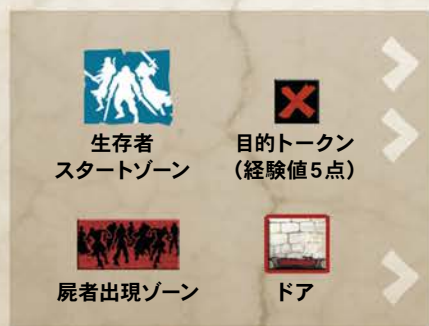 生存者
スタートゾーン
目的トークン
（経験値5点）
屍者出現ゾーン
ドア